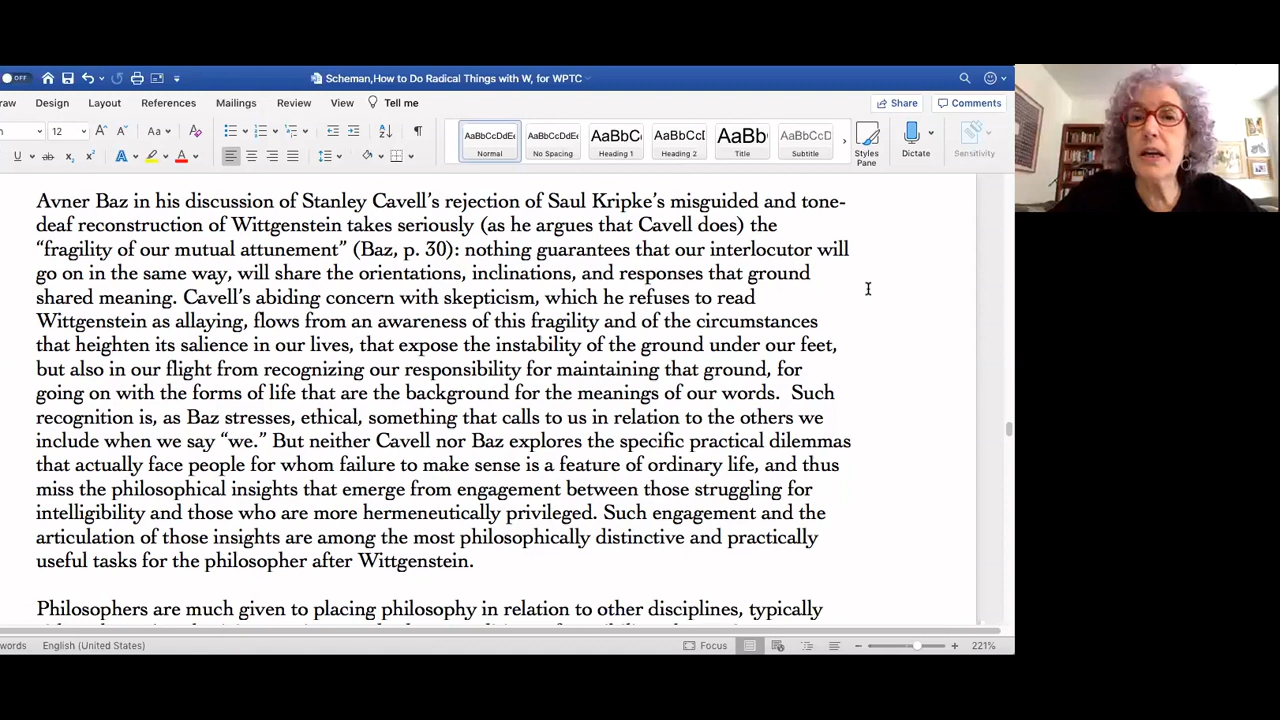 OFF
Scheman,How to Do Radical Things with W, for WPTC
raw Design Layout References Mailings Review View Tell me Share Comments
12 Aa
AaBbCcDdEe AaBbCcDdEe AaBbC AaBbCcD AaBb AaBbCcD
Normal No Spacing Heading 1 Heading 2 Title Subtitle Styles Pane Dictate Sensitivity
Avner Baz in his discussion of Stanley Cavell's rejection of Saul Kripke's misguided and tone-
deaf reconstruction of Wittgenstein takes seriously (as he argues that Cavell does) the
“fragility of our mutual attunement” (Baz, p. 30): nothing guarantees that our interlocutor will
go on in the same way, will share the orientations, inclinations, and responses that ground
shared meaning. Cavell's abiding concern with skepticism, which he refuses to read
Wittgenstein as allaying, flows from an awareness of this fragility and of the circumstances
that heighten its salience in our lives, that expose the instability of the ground under our feet,
but also in our flight from recognizing our responsibility for maintaining that ground, for
going on with the forms of life that are the background for the meanings of our words.  Such
recognition is, as Baz stresses, ethical, something that calls to us in relation to the others we
include when we say “we.” But neither Cavell nor Baz explores the specific practical dilemmas
that actually face people for whom failure to make sense is a feature of ordinary life, and thus
miss the philosophical insights that emerge from engagement between those struggling for
intelligibility and those who are more hermeneutically privileged. Such engagement and the
articulation of those insights are among the most philosophically distinctive and practically
useful tasks for the philosopher after Wittgenstein.
Philosophers are much given to placing philosophy in relation to other disciplines, typically
words English (United States) Focus 221%